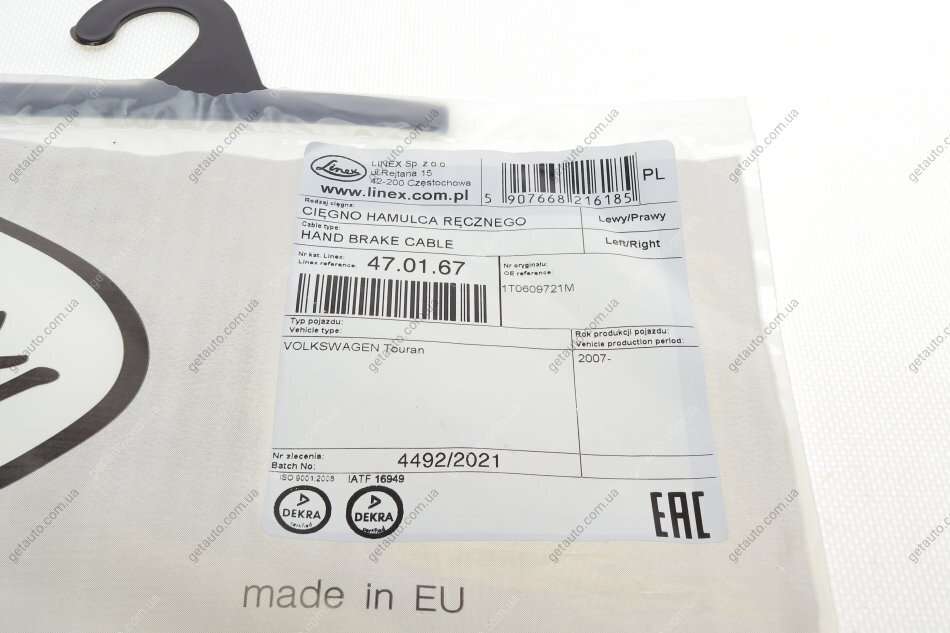 Linex
LINEX Sp. z o.o.
ul.Rejtana 15
42-200 Częstochowa
www.linex.com.pl
5 907668 216185
PL
Rodzaj cięgna:
CIĘGNO HAMULCA RĘCZNEGO
Lewy/Prawy
Cable type:
HAND BRAKE CABLE
Left/Right
Nr kat. Linex:
Linex reference:
47.01.67
Nr oryginału:
OE reference:
1T0609721M
Typ pojazdu:
Vehicle type:
VOLKSWAGEN Touran
Rok produkcji pojazdu:
Vehicle production period:
2007-
Nr zlecenia:
Batch No:
4492/2021
ISO 9001:2008
IATF 16949
DEKRA
certified
DEKRA
certified
EAC
made in EU
getauto.com.ua